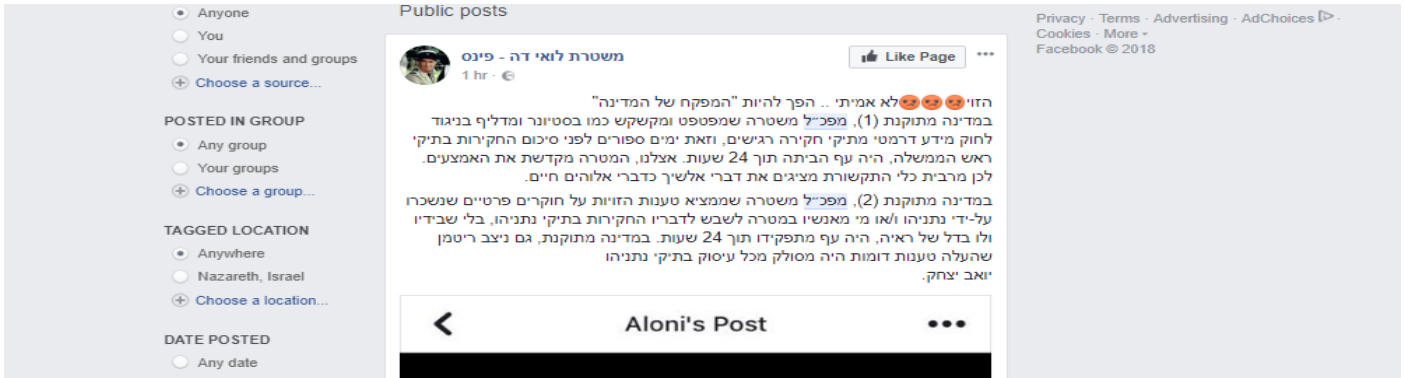 Anyone
You
Your friends and groups
Choose a source...
POSTED IN GROUP
Any group
Your groups
Choose a group...
TAGGED LOCATION
Anywhere
Nazareth, Israel
Choose a location...
DATE POSTED
Any date
Public posts
משטרת לואי דה - פינס
1 hr ·
Like Page
הזוי😡😡😡לא אמיתי .. הפך להיות "המפקח של המדינה"
במדינה מתוקנת (1), מפכ״ל משטרה שמפטפט ומקשקש כמו בסטיונר ומדליף בניגוד
לחוק מידע דרמטי מתיקי חקירה רגישים, וזאת ימים ספורים לפני סיכום החקירות בתיקי
ראש הממשלה, היה עף הביתה תוך 24 שעות. אצלנו, המטרה מקדשת את האמצעים.
לכן מרבית כלי התקשורת מציגים את דברי אלשיך כדברי אלוהים חיים.
במדינה מתוקנת (2), מפכ״ל משטרה שממציא טענות הזויות על חוקרים פרטיים שנשכרו
על-ידי נתניהו ו/או מי מאנשיו במטרה לשבש לדבריו החקירות בתיקי נתניהו, בלי שבידיו
ולו בדל של ראיה, היה עף מתפקידו תוך 24 שעות. במדינה מתוקנת, גם ניצב ריטמן
שהעלה טענות דומות היה מסולק מכל עיסוק בתיקי נתניהו
יואב יצחק.
Aloni's Post
Privacy · Terms · Advertising · AdChoices ·
Cookies · More
Facebook © 2018